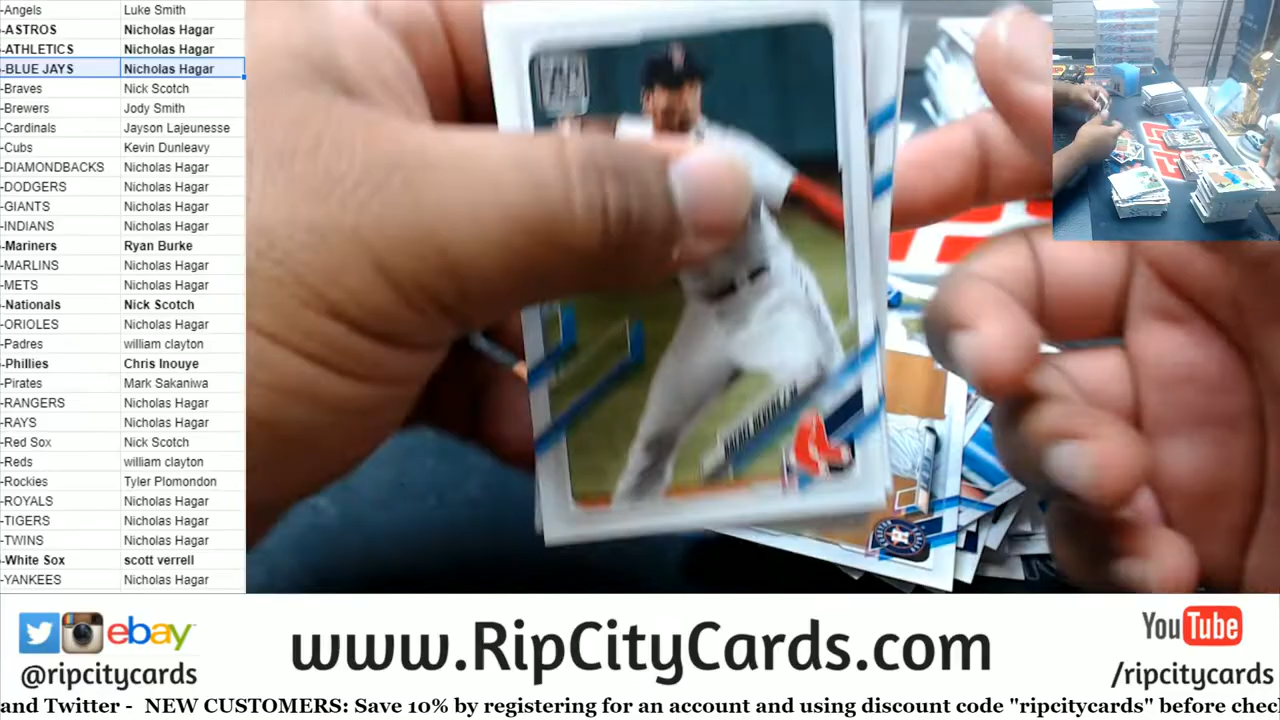 -Angels Luke Smith
-ASTROS Nicholas Hagar
-ATHLETICS Nicholas Hagar
-BLUE JAYS Nicholas Hagar
-Braves Nick Scotch
-Brewers Jody Smith
-Cardinals Jayson Lajeunesse
-Cubs Kevin Dunleavy
-DIAMONDBACKS Nicholas Hagar
-DODGERS Nicholas Hagar
-GIANTS Nicholas Hagar
-INDIANS Nicholas Hagar
-Mariners Ryan Burke
-MARLINS Nicholas Hagar
-METS Nicholas Hagar
-Nationals Nick Scotch
-ORIOLES Nicholas Hagar
-Padres william clayton
-Phillies Chris Inouye
-Pirates Mark Sakaniwa
-RANGERS Nicholas Hagar
-RAYS Nicholas Hagar
-Red Sox Nick Scotch
-Reds william clayton
-Rockies Tyler Plomondon
-ROYALS Nicholas Hagar
-TIGERS Nicholas Hagar
-TWINS Nicholas Hagar
-White Sox scott verrell
-YANKEES Nicholas Hagar
ebay
@ripcitycards
www.RipCityCards.com
YouTube
/ripcitycards
and Twitter - NEW CUSTOMERS: Save 10% by registering for an account and using discount code "ripcitycards" before chec